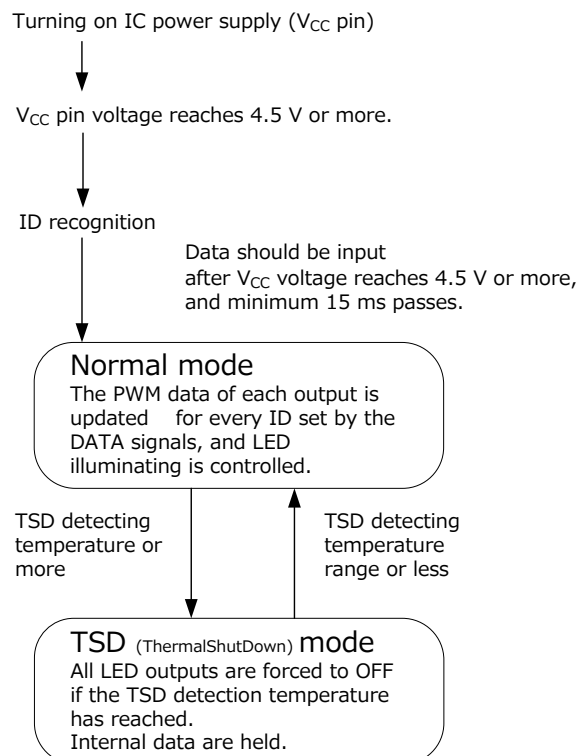 Turning on IC power supply (VCC pin)
VCC pin voltage reaches 4.5 V or more.
ID recognition
Data should be input
after VCC voltage reaches 4.5 V or more,
and minimum 15 ms passes.
Normal mode
The PWM data of each output is
updated for every ID set by the
DATA signals, and LED
illuminating is controlled.
TSD detecting
temperature or
more
TSD detecting
temperature
range or less
TSD (ThermalShutDown) mode
All LED outputs are forced to OFF
if the TSD detection temperature
has reached.
Internal data are held.